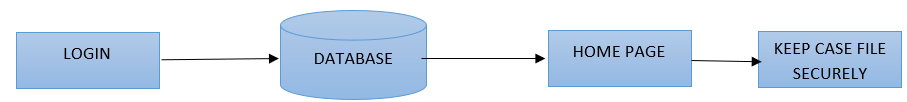 LOGIN
DATABASE
HOME PAGE
KEEP CASE FILE
SECURELY